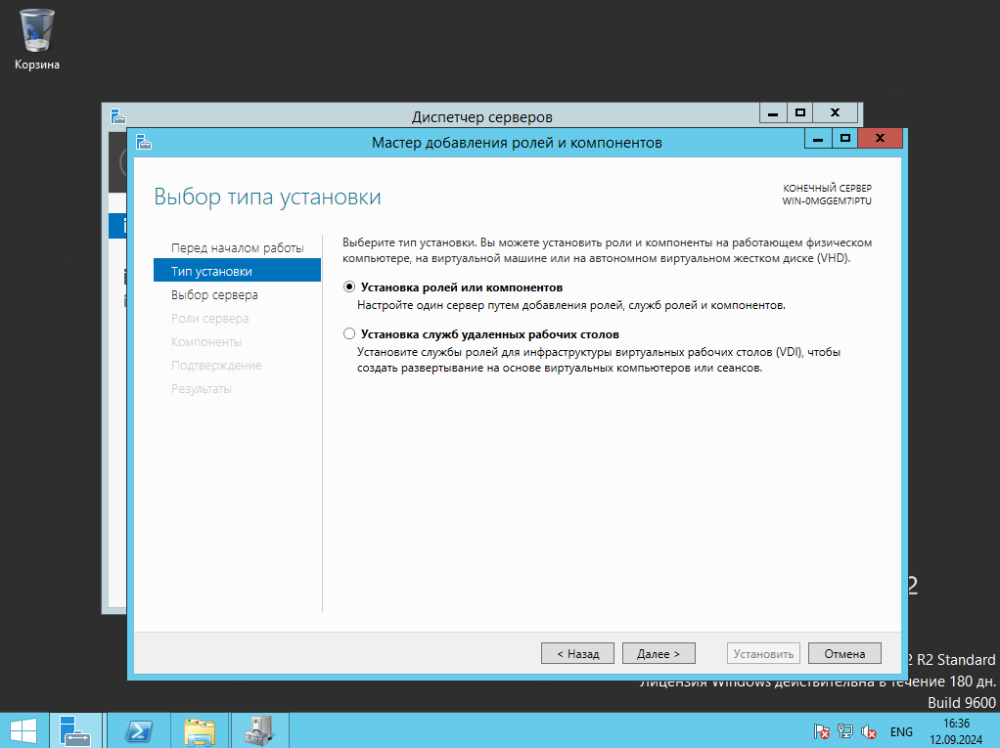 Корзина
Диспетчер серверов
Мастер добавления ролей и компонентов
Выбор типа установки
КОНЕЧНЫЙ СЕРВЕР
WIN-0MGGEM7IPTU
Перед началом работы
Тип установки
Выбор сервера
Роли сервера
Компоненты
Подтверждение
Результаты
Выберите тип установки. Вы можете установить роли и компоненты на работающем физическом
компьютере, на виртуальной машине или на автономном виртуальном жестком диске (VHD).
Установка ролей или компонентов
Настройте один сервер путем добавления ролей, служб ролей и компонентов.
Установка служб удаленных рабочих столов
Установите службы ролей для инфраструктуры виртуальных рабочих столов (VDI), чтобы
создать развертывание на основе виртуальных компьютеров или сеансов.
< Назад
Далее >
Установить
Отмена
2
2 R2 Standard
Лицензия Windows действительна в течение 180 дн.
Build 9600
ENG
16:36
12.09.2024